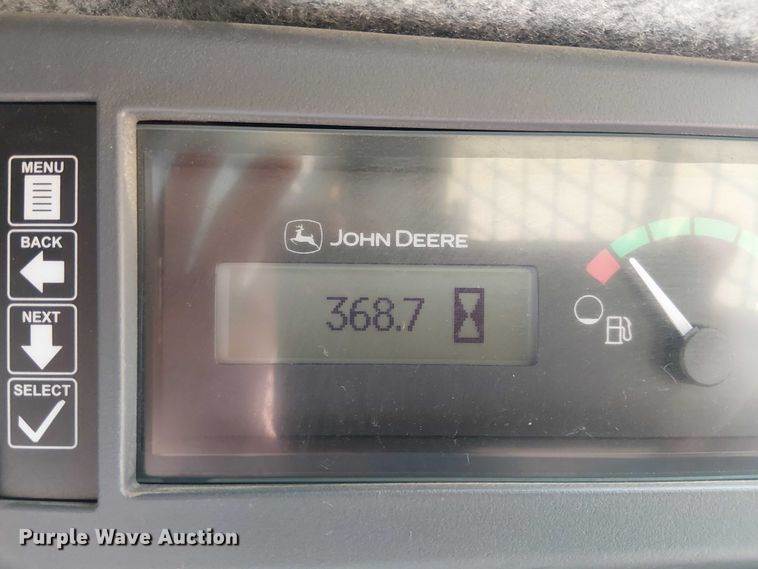 MENU
BACK
NEXT
SELECT
JOHN DEERE
368.7
Purple Wave Auction